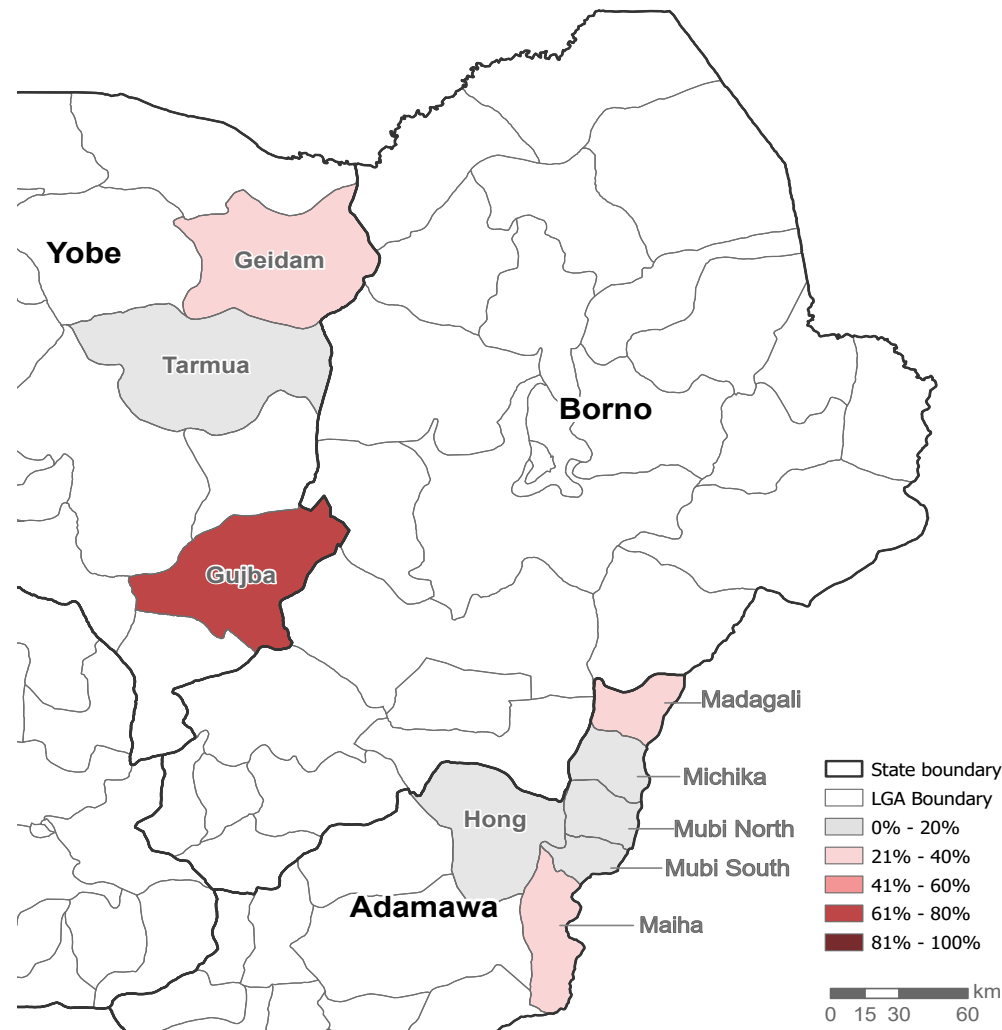 Yobe
Geidam
Tarmua
Borno
Gujba
Madagali
Michika
Hong
Mubi North
Mubi South
Adamawa
Maiha
State boundary
LGA Boundary
0% - 20%
21% - 40%
41% - 60%
61% - 80%
81% - 100%
km
0 15 30 60